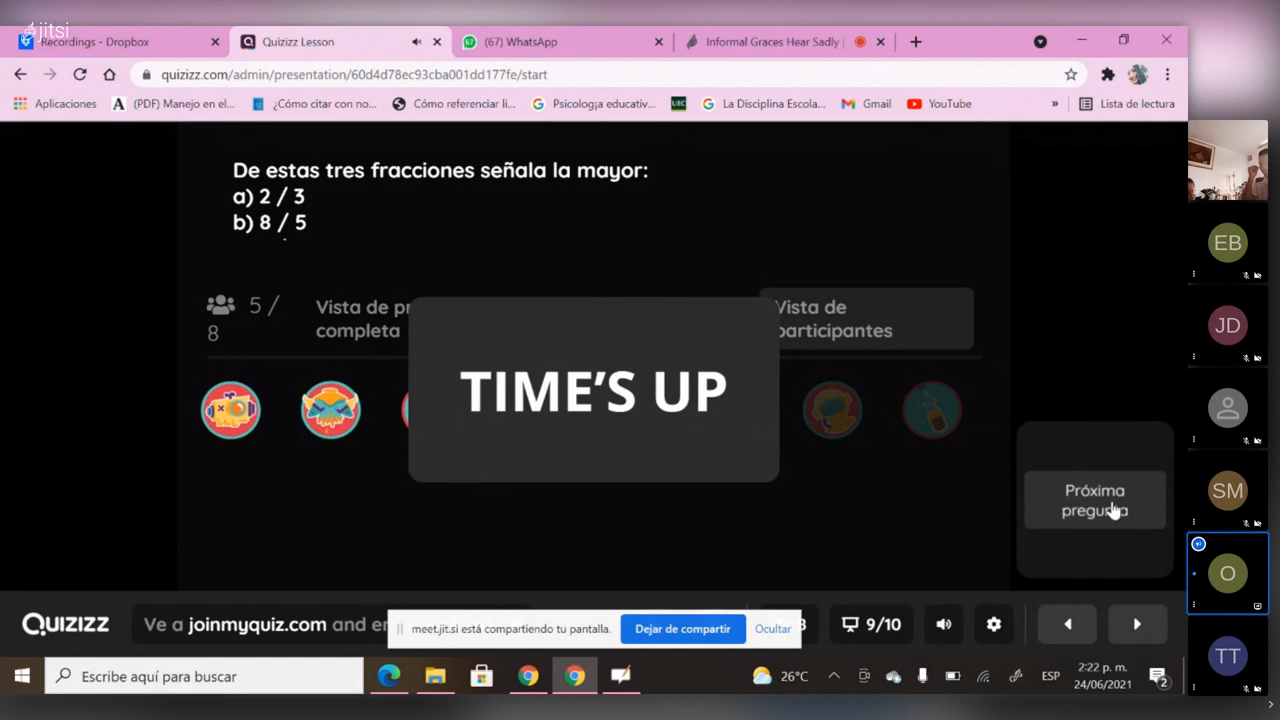 jitsi
Recordings - Dropbox
Quizizz Lesson
(67) WhatsApp
Informal Graces Hear Sadly |
quizizz.com/admin/presentation/60d4d78ec93cba001dd177fe/start
Aplicaciones
(PDF) Manejo en el...
¿Cómo citar con no...
Cómo referenciar li...
Psicología educativ...
UEC
La Disciplina Escola...
Gmail
YouTube
»
Lista de lectura
De estas tres fracciones señala la mayor:
a) 2 / 3
b) 8 / 5
5 /
8
Vista de pr
completa
Vista de
participantes
TIME'S UP
Próxima
pregunta
EB
JD
SM
O
TT
QUIZIZZ
Ve a joinmyquiz.com and en
meet.jit.si está compartiendo tu pantalla.
Dejar de compartir
Ocultar
9/10
Escribe aquí para buscar
26°C
ESP
2:22 p. m.
24/06/2021
2